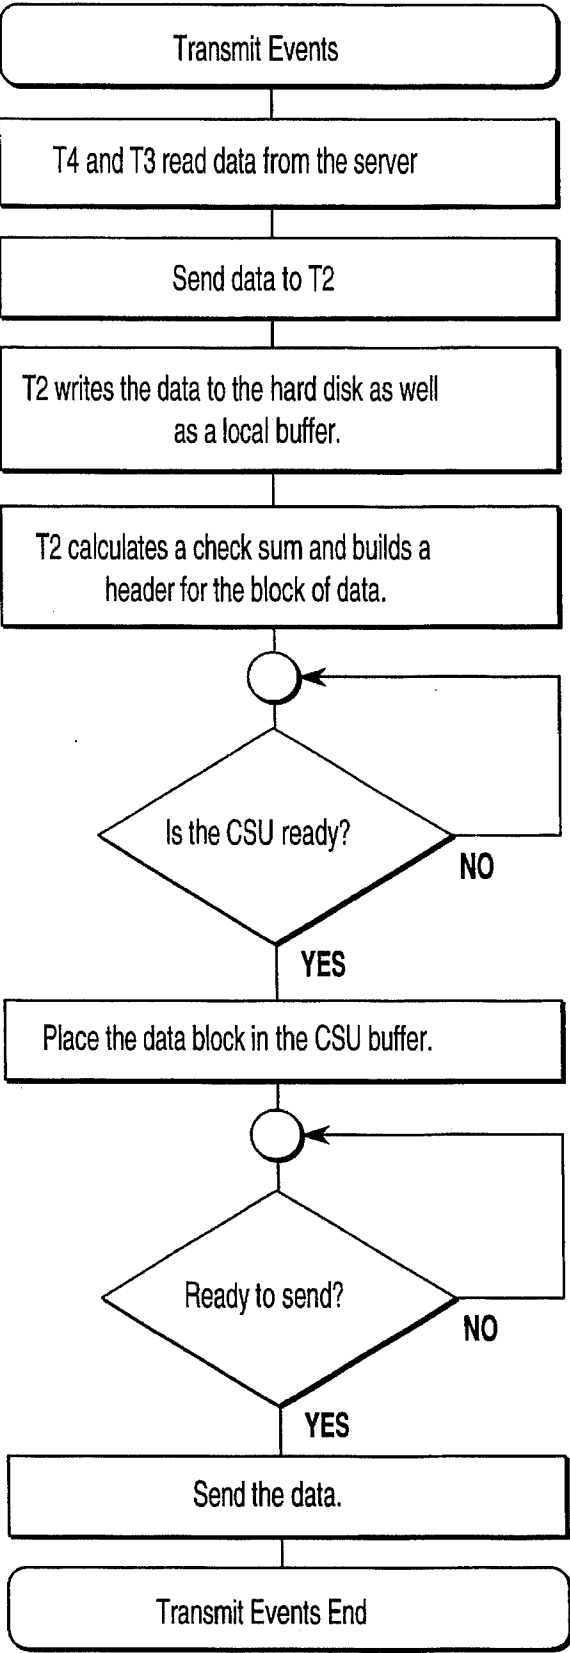 Transmit Events
T4 and T3 read data from the server
Send data to T2
T2 writes the data to the hard disk as well
as a local buffer.
T2 calculates a check sum and builds a
header for the block of data.
Is the CSU ready?
NO
YES
Place the data block in the CSU buffer.
Ready to send?
NO
YES
Send the data.
Transmit Events End